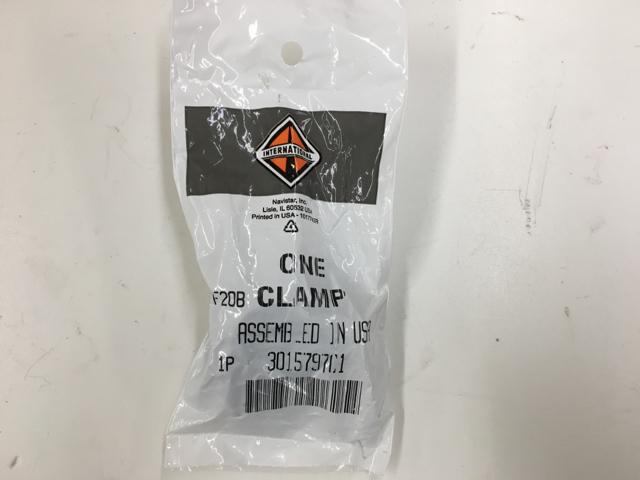 INTERNATIONAL
Navistar, Inc.
Lisle, IL 60532 USA
Printed in USA -
ONE
F20B CLAMP
ASSEMBLED IN USA
1P 3015797C1